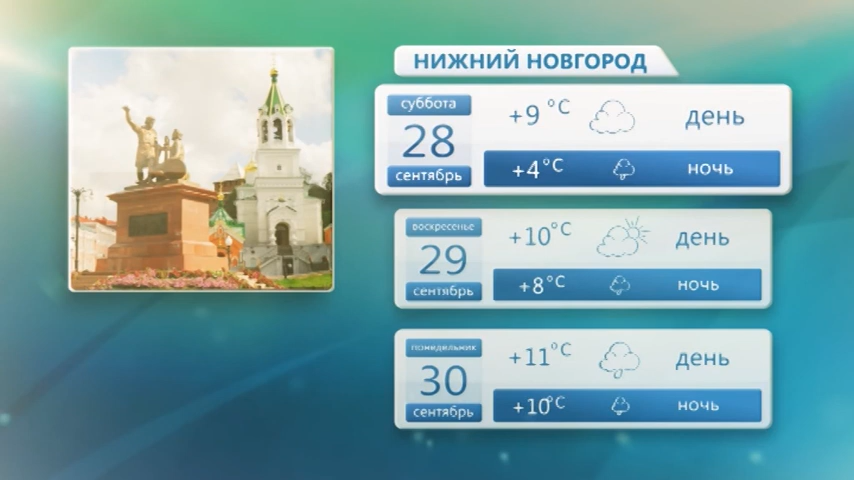 НИЖНИЙ НОВГОРОД
суббота
28
сентябрь
+9 °C
день
+4°C
ночь
воскресенье
29
сентябрь
+10°C
день
+8°C
ночь
понедельник
30
сентябрь
+11°C
день
+10°C
ночь